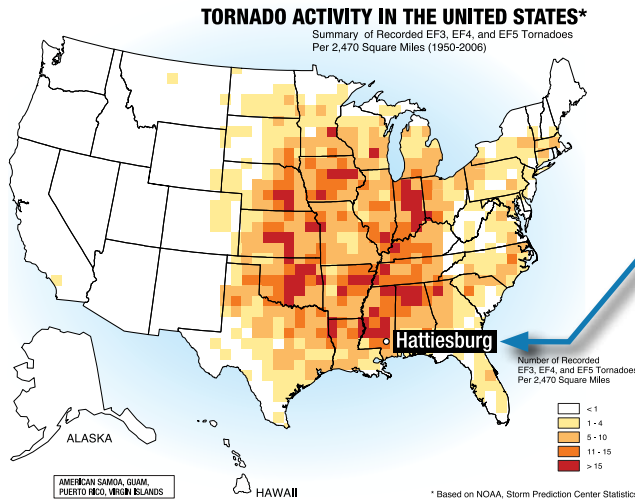 TORNADO ACTIVITY IN THE UNITED STATES*
Summary of Recorded EF3, EF4, and EF5 Tornadoes
Per 2,470 Square Miles (1950-2006)
Hattiesburg
Number of Recorded
EF3, EF4, and EF5 Tornadoes
Per 2,470 Square Miles
< 1
1 - 4
5 - 10
11 - 15
> 15
ALASKA
HAWAII
AMERICAN SAMOA, GUAM,
PUERTO RICO, VIRGIN ISLANDS
* Based on NOAA, Storm Prediction Center Statistics